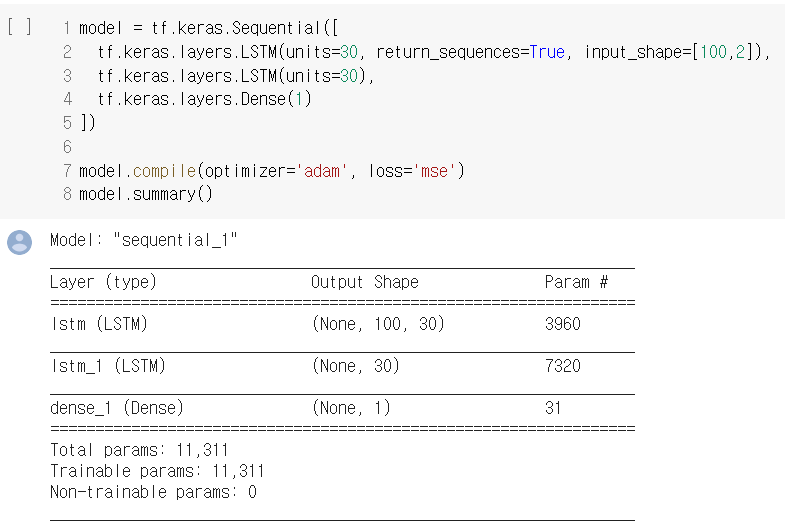 [ ]
1 model = tf.keras.Sequential([
2   tf.keras.layers.LSTM(units=30, return_sequences=True, input_shape=[100,2]),
3   tf.keras.layers.LSTM(units=30),
4   tf.keras.layers.Dense(1)
5 ])
6
7 model.compile(optimizer='adam', loss='mse')
8 model.summary()
Model: "sequential_1"
Layer (type) Output Shape Param #
=================================================================
lstm (LSTM) (None, 100, 30) 3960
lstm_1 (LSTM) (None, 30) 7320
dense_1 (Dense) (None, 1) 31
=================================================================
Total params: 11,311
Trainable params: 11,311
Non-trainable params: 0